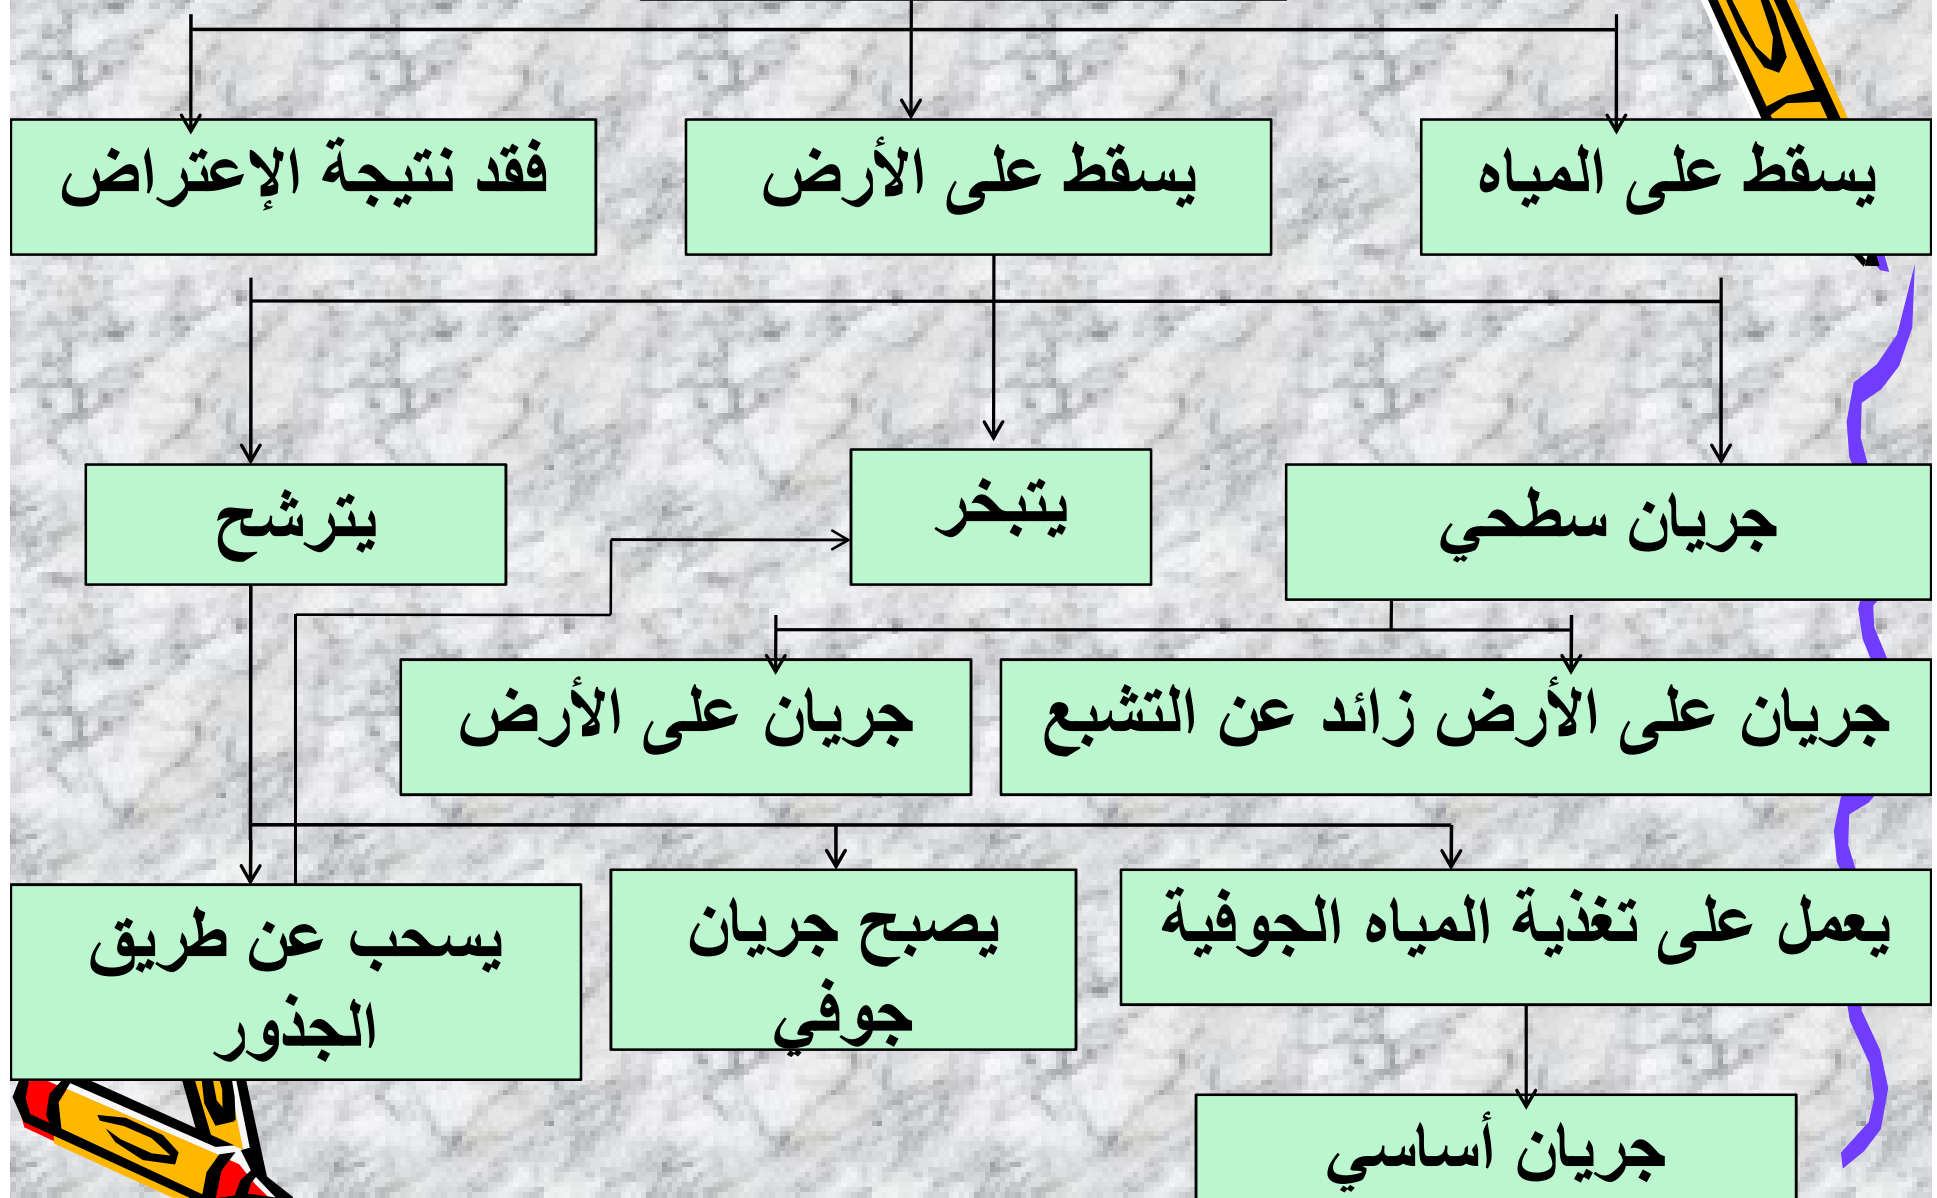 يسقط على المياه
يسقط على الأرض
فقد نتيجة الإعتراض
جريان سطحي
يتبخر
يترشح
جريان على الأرض زائد عن التشبع
جريان على الأرض
يعمل على تغذية المياه الجوفية
يصبح جريان
جوفي
يسحب عن طريق
الجذور
جريان أساسي